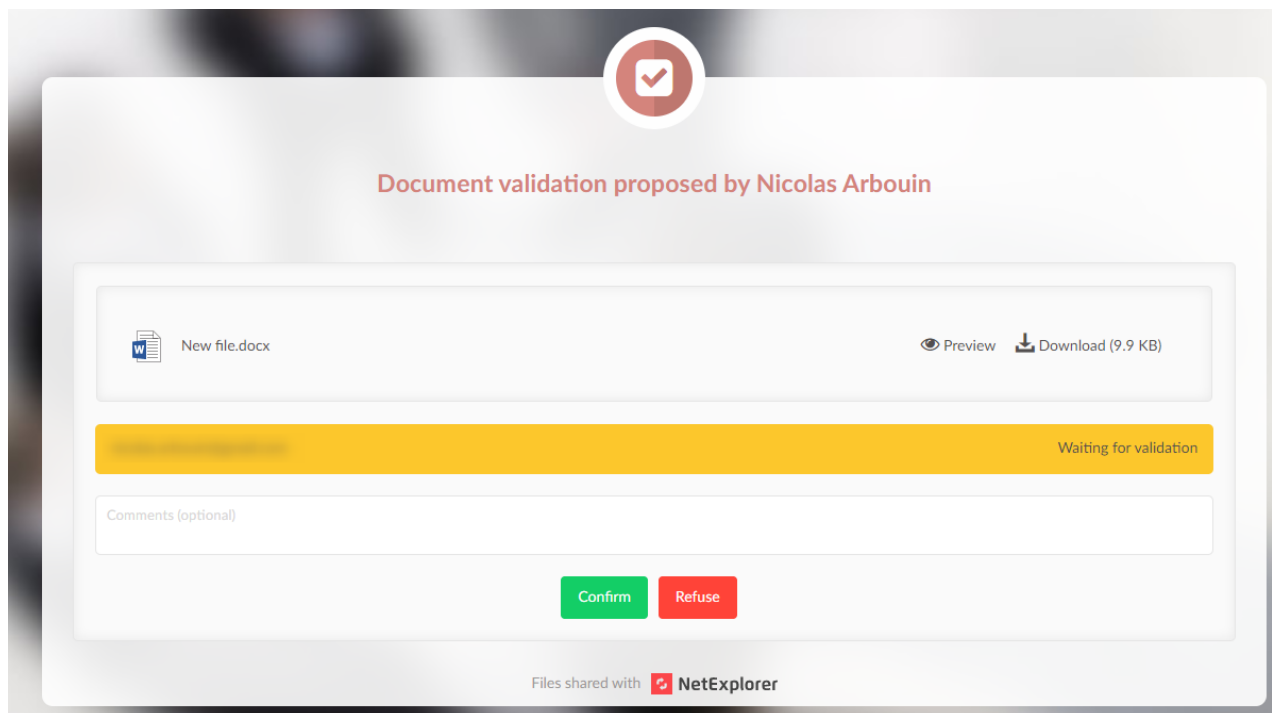 Document validation proposed by Nicolas Arbouin
New file.docx Preview Download (9.9 KB)
Waiting for validation
Comments (optional)
Confirm Refuse
Files shared with NetExplorer